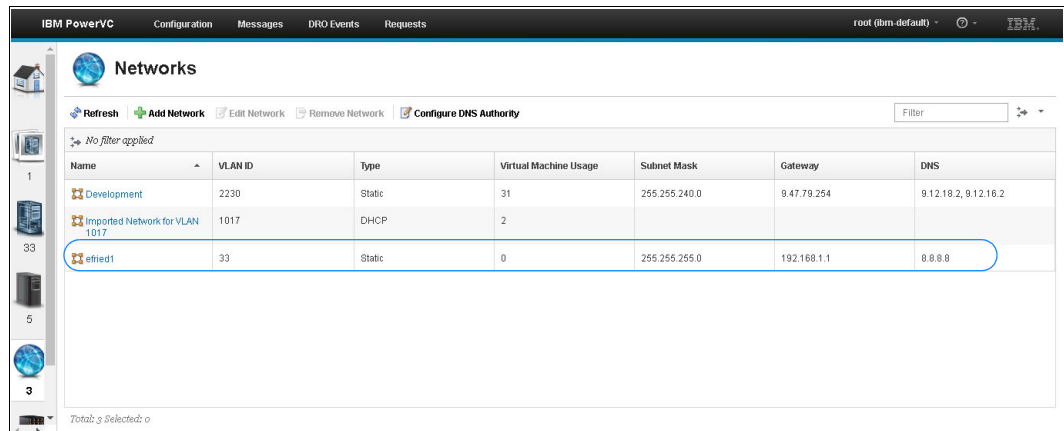 IBM PowerVC Configuration Messages DRO Events Requests root (ibm-default) IBM.
Networks
Refresh Add Network Edit Network Remove Network Configure DNS Authority Filter
No filter applied
Name VLAN ID Type Virtual Machine Usage Subnet Mask Gateway DNS
Development 2230 Static 31 255.255.240.0 9.47.79.254 9.12.18.2, 9.12.16.2
Imported Network for VLAN 1017 DHCP 2
1017
efried1 33 Static 0 255.255.255.0 192.168.1.1 8.8.8.8
1
33
5
3
Total: 3 Selected: 0